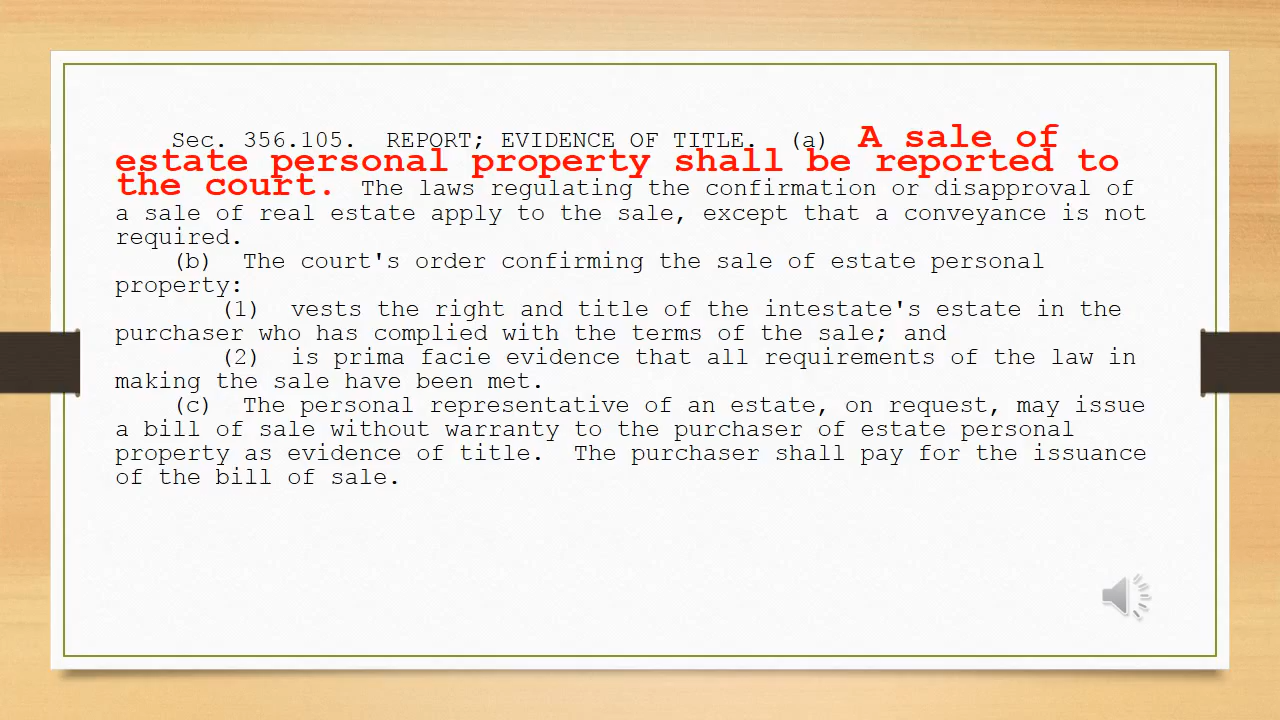 Sec. 356.105. REPORT; EVIDENCE OF TITLE. (a) A sale of
estate personal property shall be reported to
the court. The laws regulating the confirmation or disapproval of
a sale of real estate apply to the sale, except that a conveyance is not
required.
(b) The court's order confirming the sale of estate personal
property:
(1) vests the right and title of the intestate's estate in the
purchaser who has complied with the terms of the sale; and
(2) is prima facie evidence that all requirements of the law in
making the sale have been met.
(c) The personal representative of an estate, on request, may issue
a bill of sale without warranty to the purchaser of estate personal
property as evidence of title. The purchaser shall pay for the issuance
of the bill of sale.